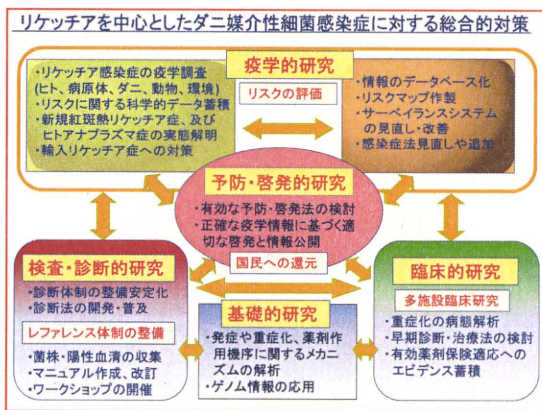 リケッチアを中心としたダニ媒介性細菌感染症に対する総合的対策
疫学的研究
リスクの評価
・リケッチア感染症の疫学調査
(ヒト、病原体、ダニ、動物、環境)
・リスクに関する科学的データ蓄積
・新規紅斑熱リケッチア症、及び
ヒトアナプラズマ症の実態解明
・輸入リケッチア症への対策
・情報のデータベース化
・リスクマップ作製
・サーベイランスシステム
の見直し・改善
・感染症法見直しや追加
予防・啓発的研究
・有効な予防・啓発法の検討
・正確な疫学情報に基づく適
切な啓発と情報公開
国民への還元
検査・診断的研究
・診断体制の整備安定化
・診断法の開発・普及
レファレンス体制の整備
・菌株・陽性血清の収集
・マニュアル作成、改訂
・ワークショップの開催
基礎的研究
・発症や重症化、薬剤作
用機序に関するメカニ
ズムの解析
・ゲノム情報の応用
臨床的研究
多施設臨床研究
・重症化の病態解析
・早期診断・治療法の検討
・有効薬剤保険適応への
エビデンス蓄積